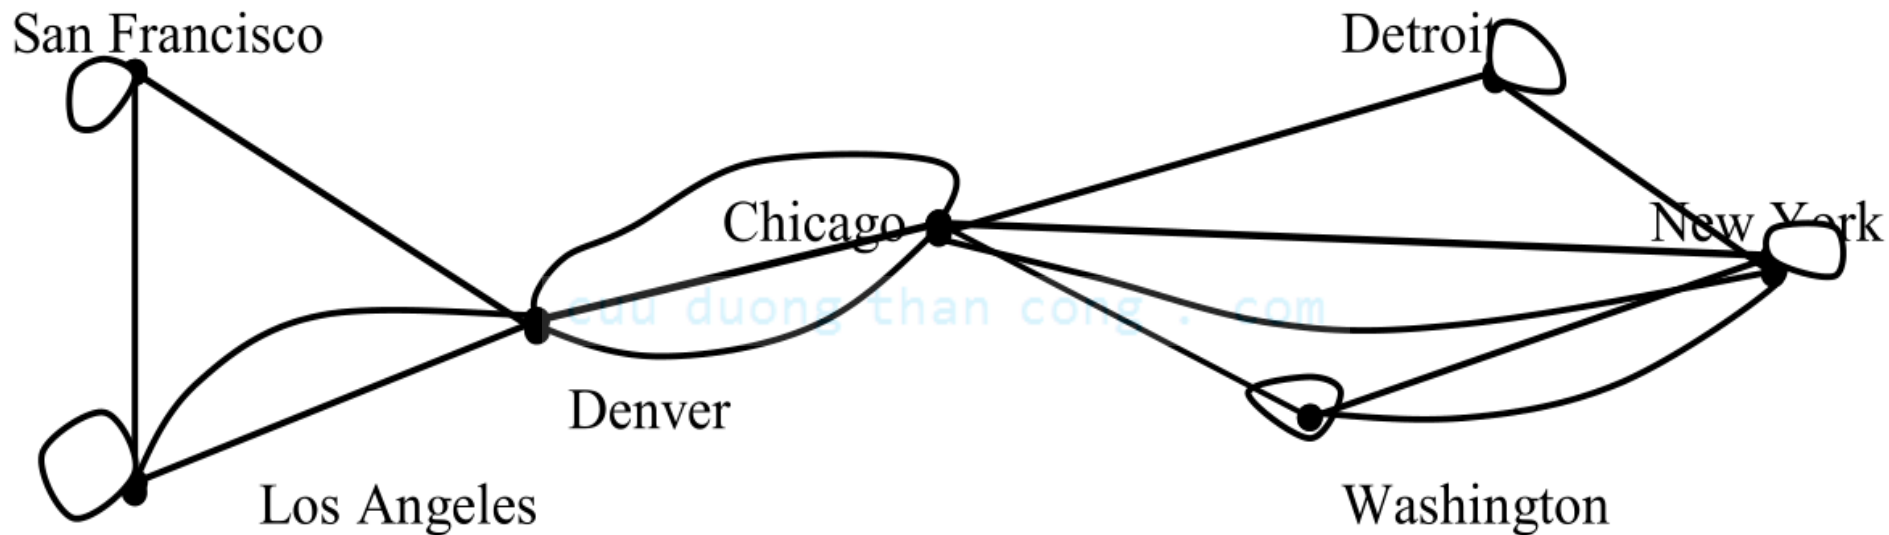 San Francisco
Detroit
Chicago
New York
cuu duong than cong . com
Denver
Los Angeles
Washington